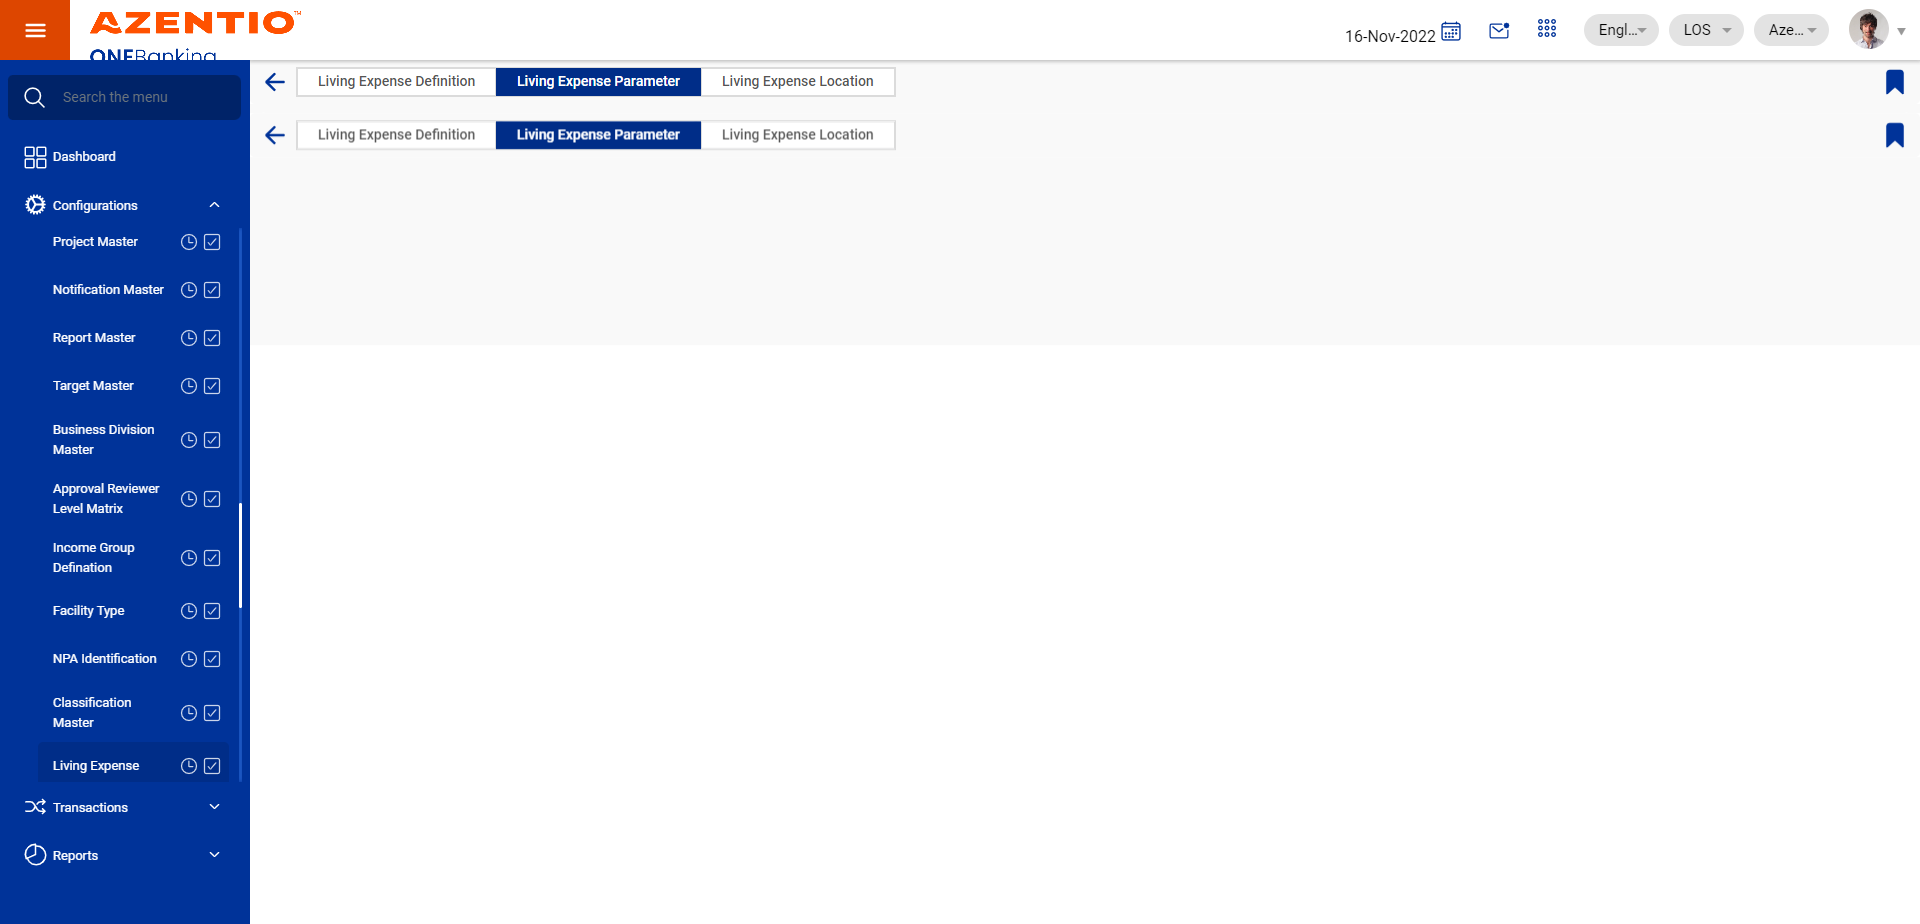 AZENTIO™
ONEBanking
16-Nov-2022
Engl...
LOS
Aze...
Search the menu
Dashboard
Configurations
Project Master
Notification Master
Report Master
Target Master
Business Division
Master
Approval Reviewer
Level Matrix
Income Group
Defination
Facility Type
NPA Identification
Classification
Master
Living Expense
Transactions
Reports
Living Expense Definition Living Expense Parameter Living Expense Location
Living Expense Definition Living Expense Parameter Living Expense Location